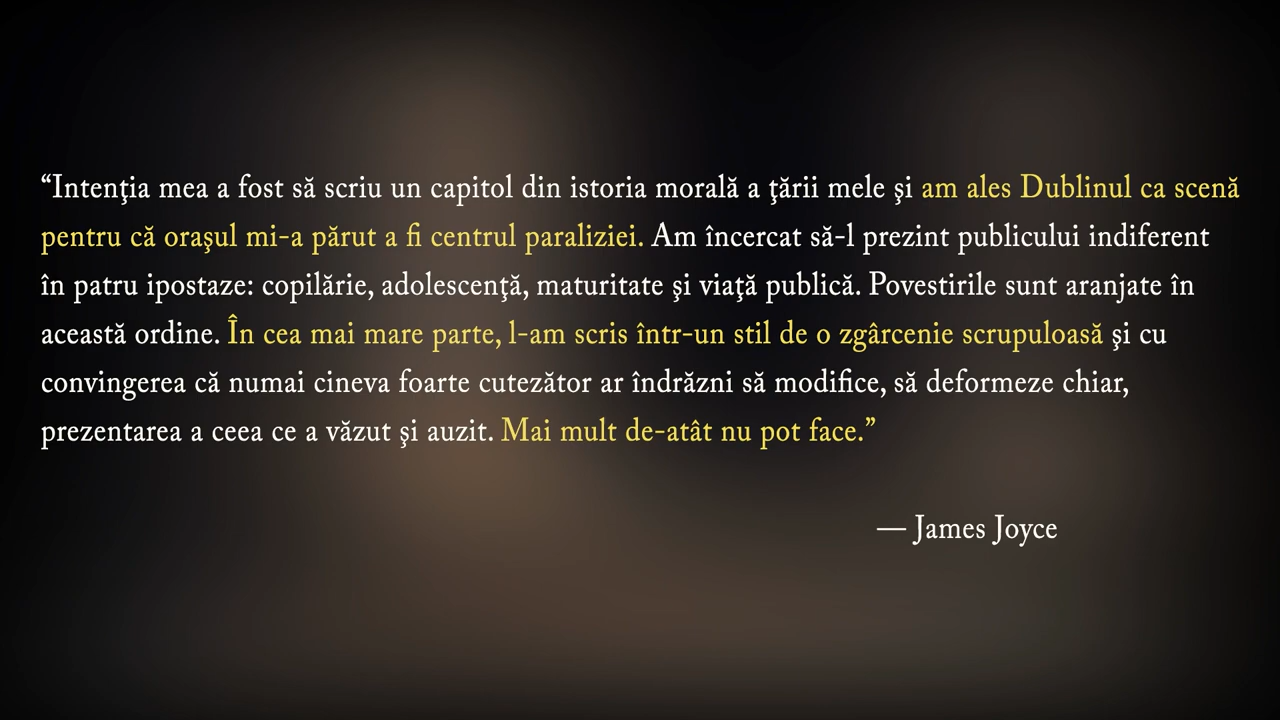 “Intenţia mea a fost să scriu un capitol din istoria morală a ţării mele şi am ales Dublinul ca scenă
pentru că oraşul mi-a părut a fi centrul paraliziei. Am încercat să-l prezint publicului indiferent
în patru ipostaze: copilărie, adolescenţă, maturitate şi viaţă publică. Povestirile sunt aranjate în
această ordine. În cea mai mare parte, l-am scris într-un stil de o zgârcenie scrupuloasă şi cu
convingerea că numai cineva foarte cutezător ar îndrăzni să modifice, să deformeze chiar,
prezentarea a ceea ce a văzut şi auzit. Mai mult de-atât nu pot face.”
— James Joyce